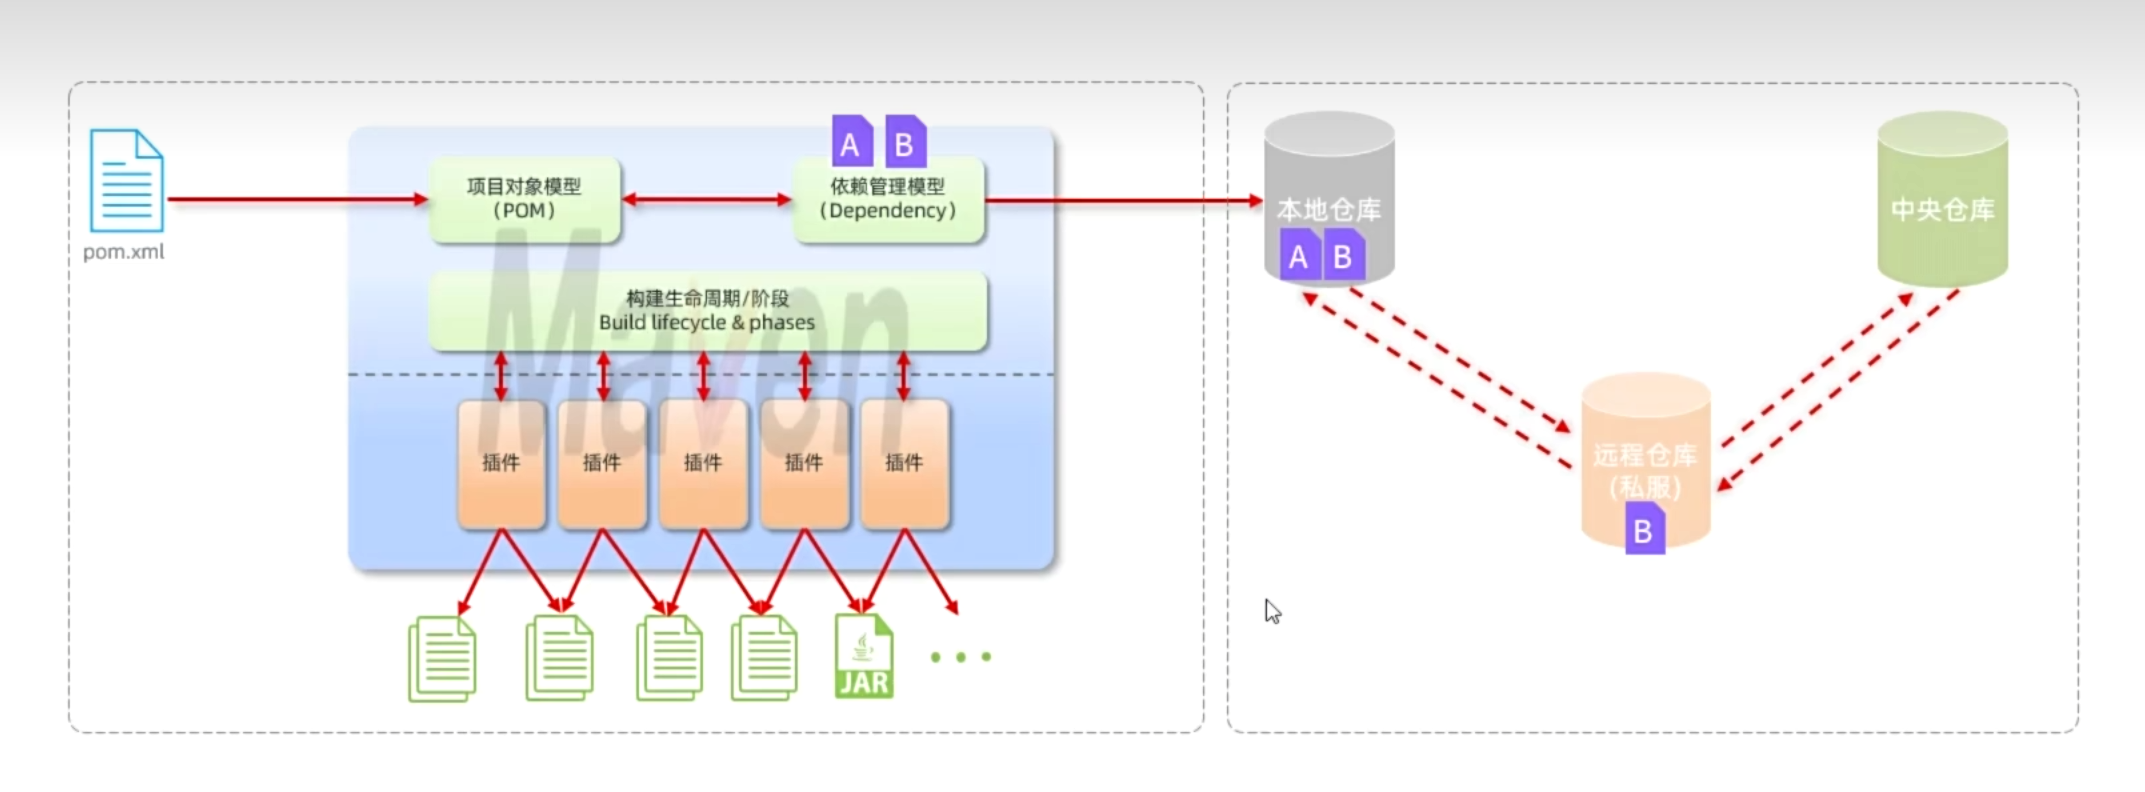 pom.xml
项目对象模型
(POM)
A
B
依赖管理模型
(Dependency)
构建生命周期/阶段
Build lifecycle & phases
Maven
插件
插件
插件
插件
插件
JAR
本地仓库
A
B
中央仓库
远程仓库
(私服)
B